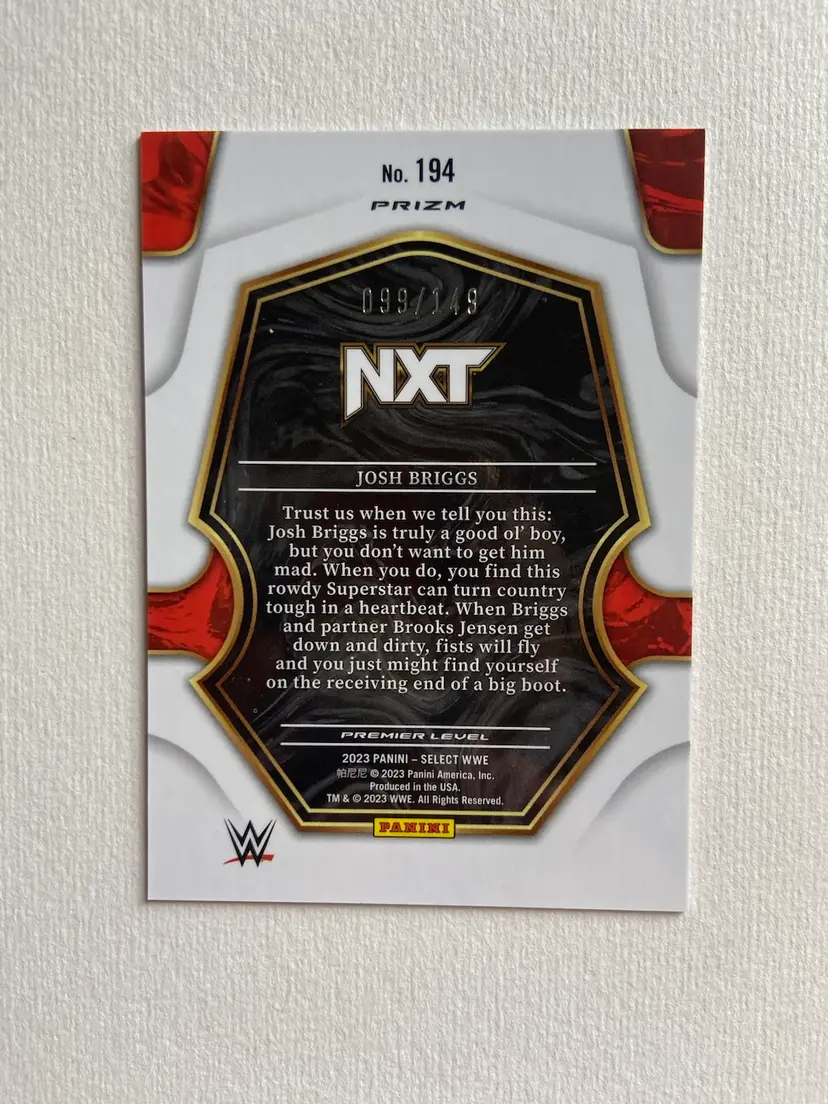 No. 194
PRIZM
099/149
NXT
JOSH BRIGGS
Trust us when we tell you this:
Josh Briggs is truly a good ol' boy,
but you don't want to get him
mad. When you do, you find this
rowdy Superstar can turn country
tough in a heartbeat. When Briggs
and partner Brooks Jensen get
down and dirty, fists will fly
and you just might find yourself
on the receiving end of a big boot.
PREMIER LEVEL
2023 PANINI – SELECT WWE
帕尼尼 © 2023 Panini America, Inc.
Produced in the USA.
TM & © 2023 WWE. All Rights Reserved.
PANINI
W